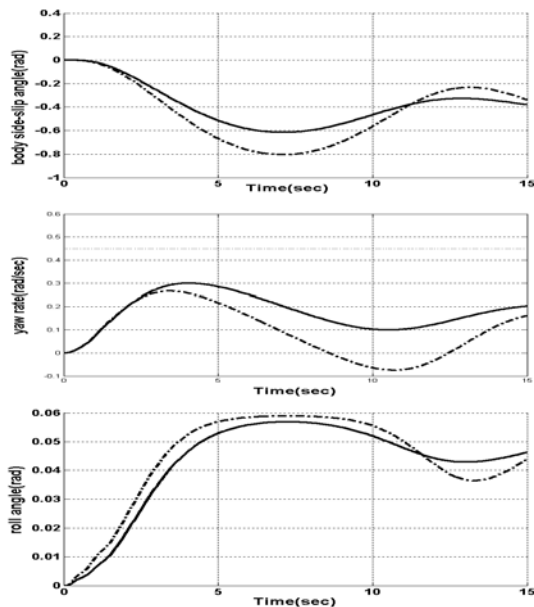 0.4
0.2
0
-0.2
-0.4
-0.6
-0.8
-1
body side-slip angle(rad)
0 5 10 15
Time(sec)
0.6
0.5
0.4
0.3
0.2
0.1
0
-0.1
yaw rate(rad/sec)
0 5 10 15
Time(sec)
0.06
0.05
0.04
0.03
0.02
0.01
0
roll angle(rad)
0 5 10 15
Time(sec)